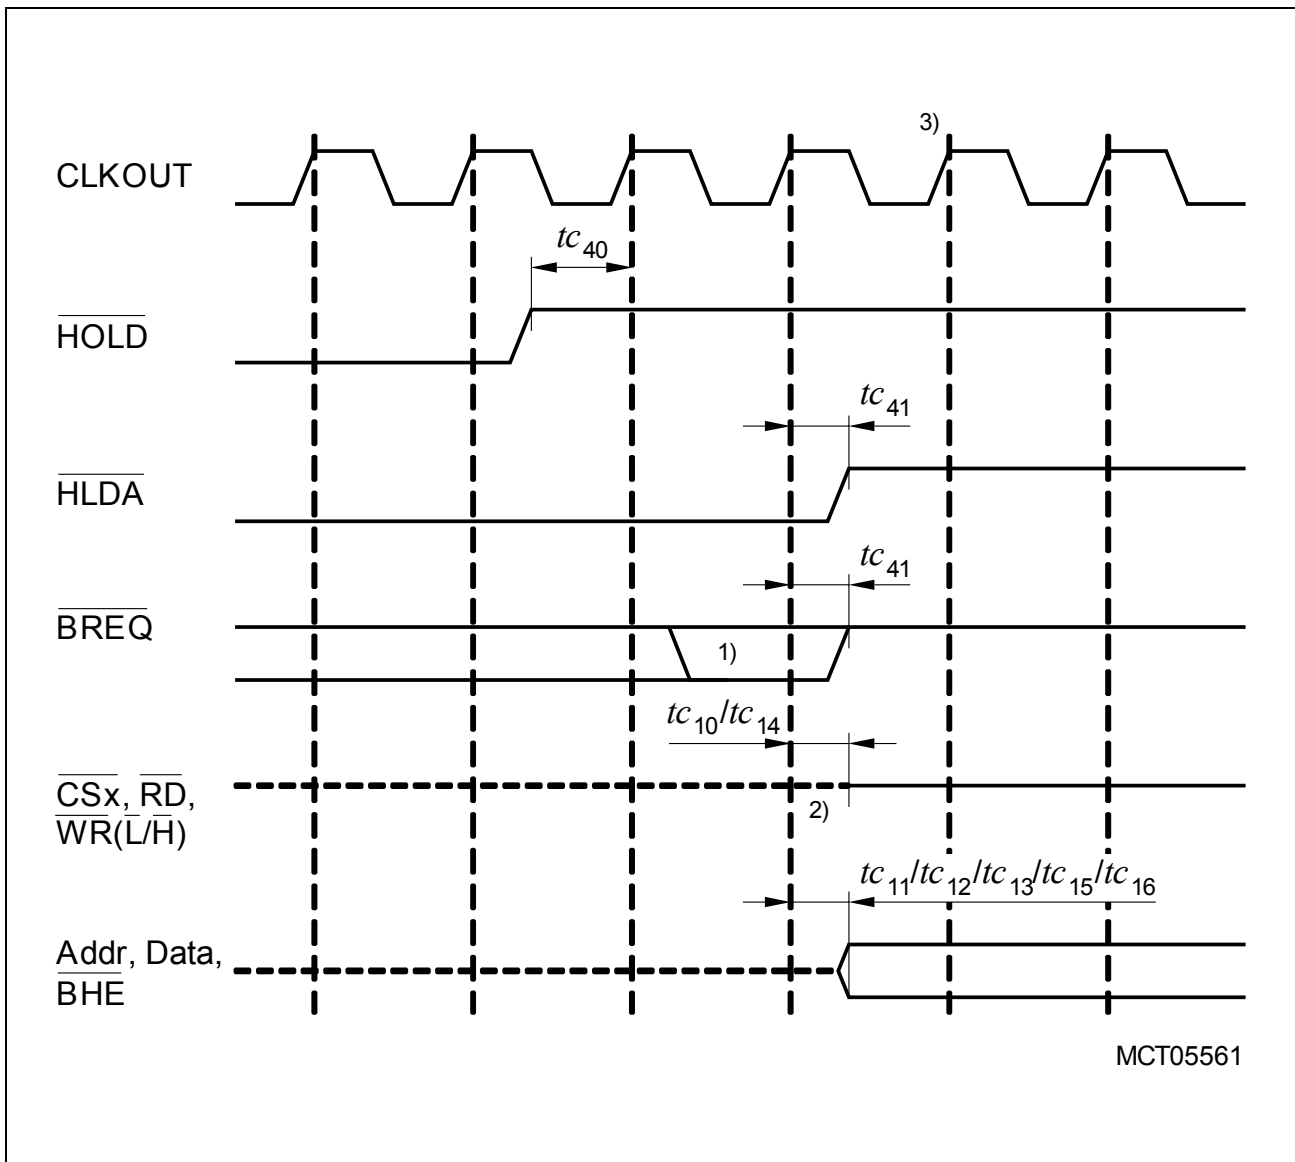 3)
CLKOUT
tc40
HOLD
tc41
HLDA
tc41
BREQ
1)
tc10/tc14
CSx, RD,
WR(L/H)
2)
tc11/tc12/tc13/tc15/tc16
Addr, Data,
BHE
MCT05561